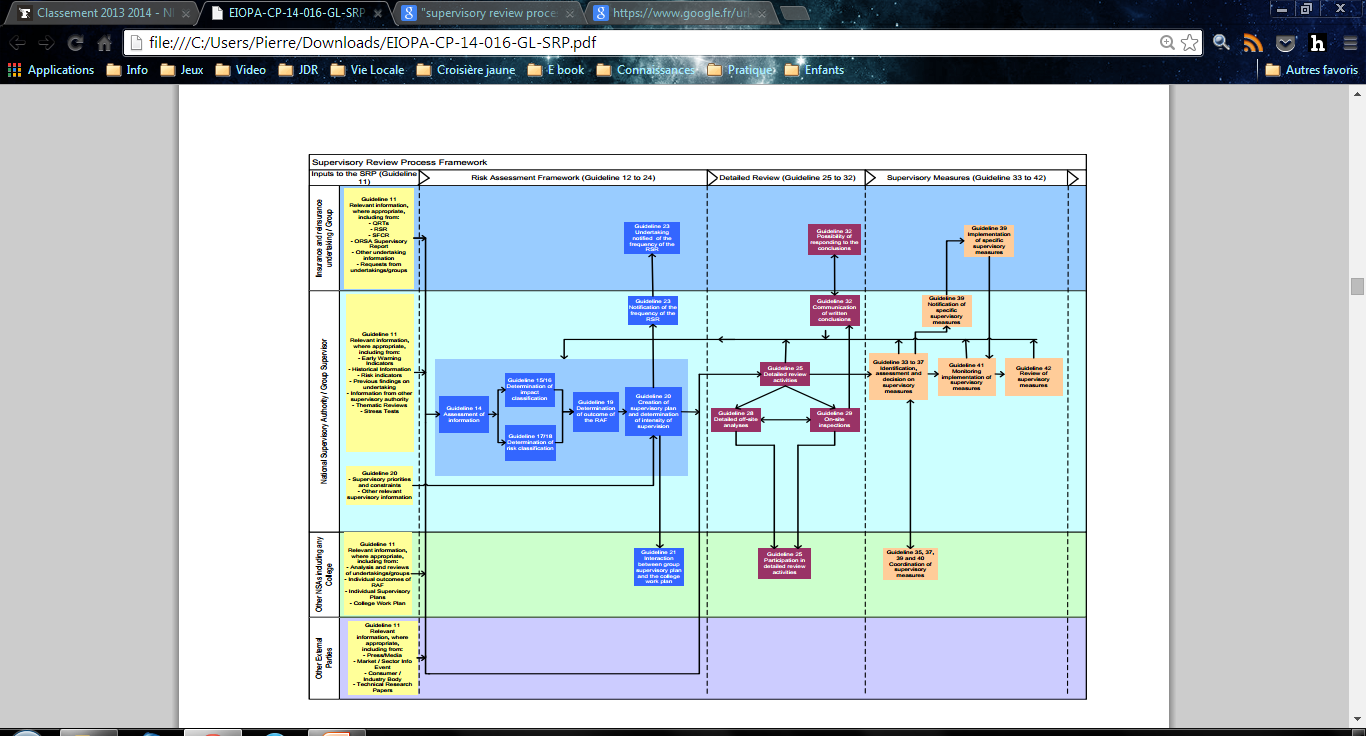 Classement 2013 2014 - N
EIOPA-CP-14-016-GL-SRP
"supervisory review proce
https://www.google.fr/url
file:///C:/Users/Pierre/Downloads/EIOPA-CP-14-016-GL-SRP.pdf
Applications
Info
Jeux
Video
JDR
Vie Locale
Croisière jaune
E book
Connaissances
Pratique
Enfants
Autres favoris
Supervisory Review Process Framework
Inputs to the SRP (Guideline
11)
Risk Assessment Framework (Guideline 12 to 24)
Detailed Review (Guideline 25 to 32)
Supervisory Measures (Guideline 33 to 42)
Insurance and reinsurance
undertaking / Group
Guideline 11
Relevant information,
where appropriate,
including from:
- QRTs
- RSR
- SFCR
- ORSA Supervisory
Report
- Other undertaking
information
- Requests from
undertakings/groups
Guideline 23
Undertaking
notified of the
frequency of the
RSR
Guideline 32
Possibility of
responding to the
conclusions
Guideline 39
Implementation
of specific
supervisory
measures
National Supervisory Authority / Group Supervisor
Guideline 11
Relevant information,
where appropriate,
including from:
- Early Warning
Indicators
- Historical Information
- Risk indicators
- Previous findings on
undertaking
- Information from other
supervisory authority
- Thematic Reviews
- Stress Tests
Guideline 20
- Supervisory priorities
and constraints
- Other relevant
supervisory information
Guideline 23
Notification of the
frequency of the
RSR
Guideline 32
Communication
of written
conclusions
Guideline 39
Notification of
specific
supervisory
measures
Guideline 14
Assessment of
information
Guideline 15/16
Determination of
impact
classification
Guideline 17/18
Determination of
risk classification
Guideline 19
Determination
of outcome of
the RAF
Guideline 20
Creation of
supervisory plan
and determination
of intensity of
supervision
Guideline 25
Detailed review
activities
Guideline 28
Detailed off-site
analyses
Guideline 29
On-site
inspections
Guideline 33 to 37
Identification,
assessment and
decision on
supervisory
measures
Guideline 41
Monitoring
implementation of
supervisory
measures
Guideline 42
Review of
supervisory
measures
Other NSAs including any
College
Guideline 11
Relevant information,
where appropriate,
including from:
- Analysis and reviews
of undertakings/groups
- Individual outcomes of
RAF
- Individual Supervisory
Plans
- College Work Plan
Guideline 21
Interaction
between group
supervisory plan
and the college
work plan
Guideline 25
Participation in
detailed review
activities
Guideline 35, 37,
39 and 40
Coordination of
supervisory
measures
Other External
Parties
Guideline 11
Relevant
information, where
appropriate,
including from:
- Press/Media
- Market / Sector Info
Event
- Consumer /
Industry Body
- Technical Research
Papers